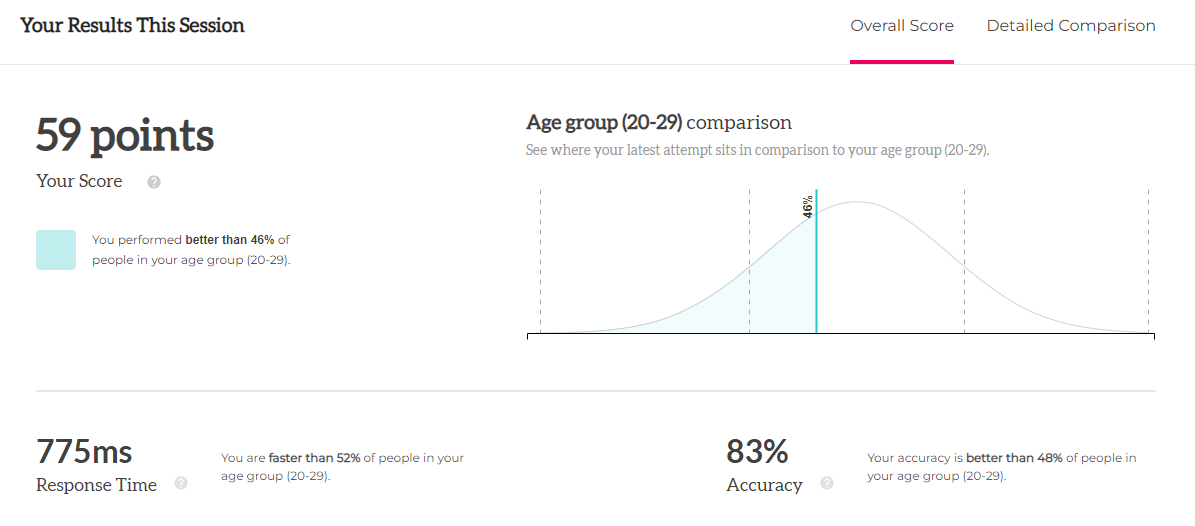 Your Results This Session
Overall Score
Detailed Comparison
59 points
Your Score
?
You performed better than 46% of
people in your age group (20-29).
Age group (20-29) comparison
See where your latest attempt sits in comparison to your age group (20-29).
46%
775ms
Response Time
?
You are faster than 52% of people in your
age group (20-29).
83%
Accuracy
?
Your accuracy is better than 48% of people in
your age group (20-29).